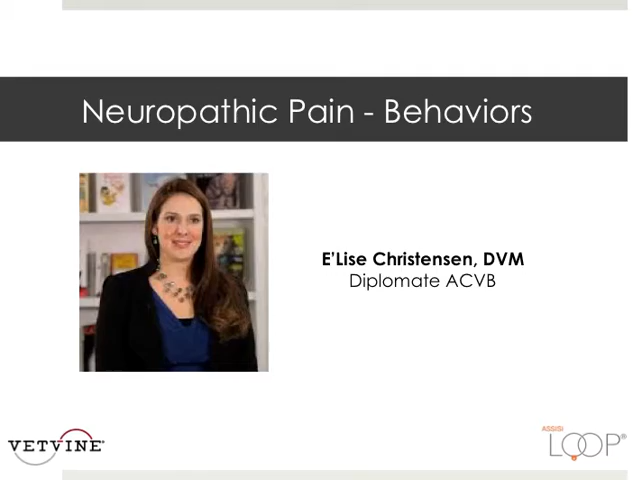 Neuropathic Pain - Behaviors
E'Lise Christensen, DVM
Diplomate ACVB
VETVINE®
ASSISI
LOOP®